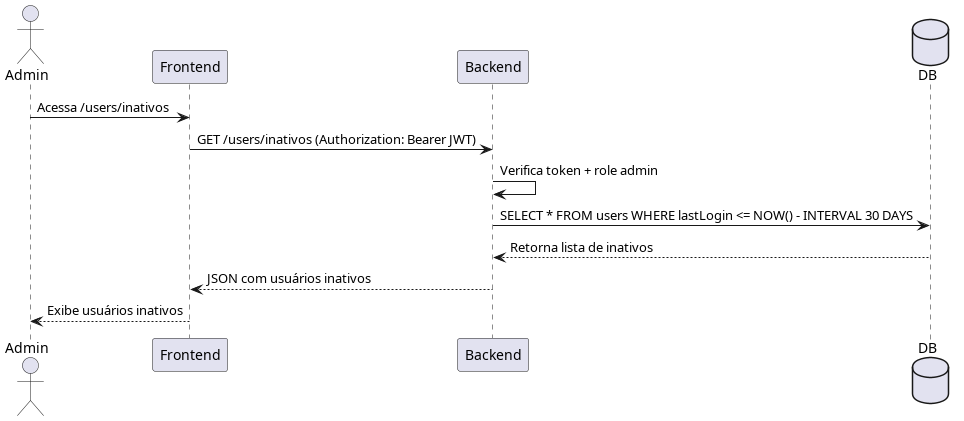 Admin
Frontend
Backend
DB
Acessa /users/inativos
GET /users/inativos (Authorization: Bearer JWT)
Verifica token + role admin
SELECT * FROM users WHERE lastLogin <= NOW() - INTERVAL 30 DAYS
Retorna lista de inativos
JSON com usuários inativos
Exibe usuários inativos
Admin
Frontend
Backend
DB